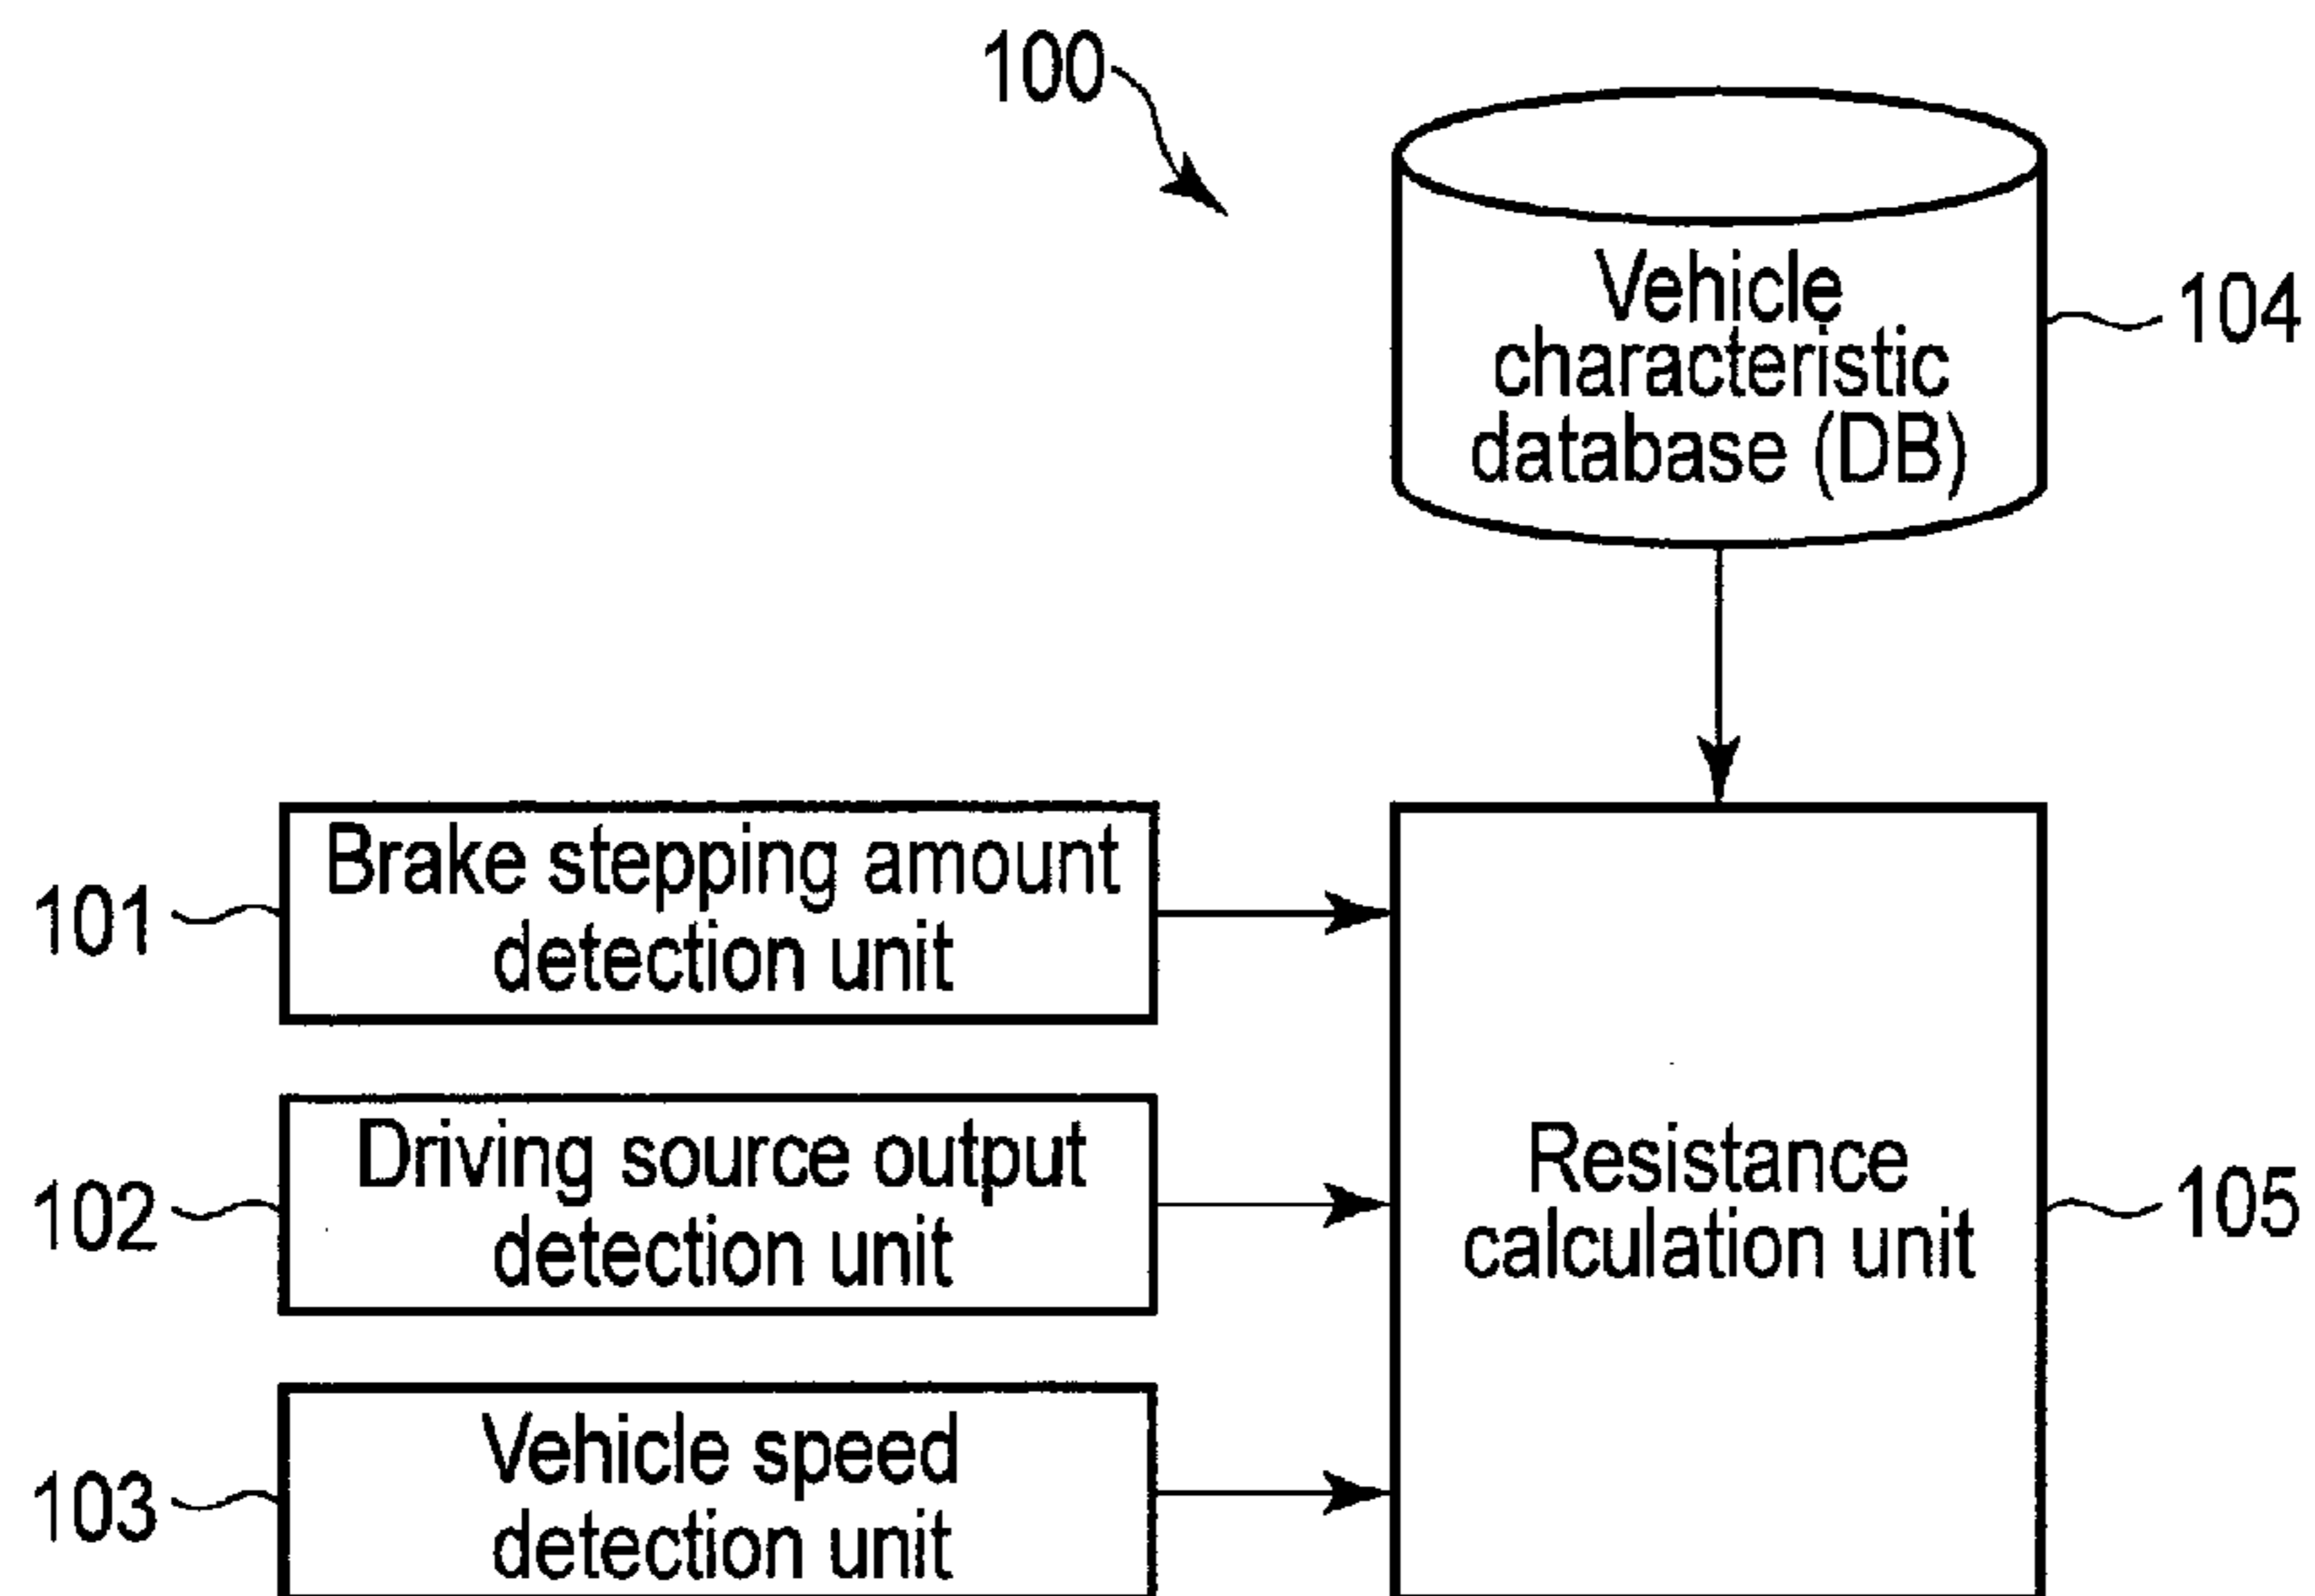 100
Vehicle
characteristic
database (DB)
104
Brake stepping amount
detection unit
101
Driving source output
detection unit
102
Vehicle speed
detection unit
103
Resistance
calculation unit
105